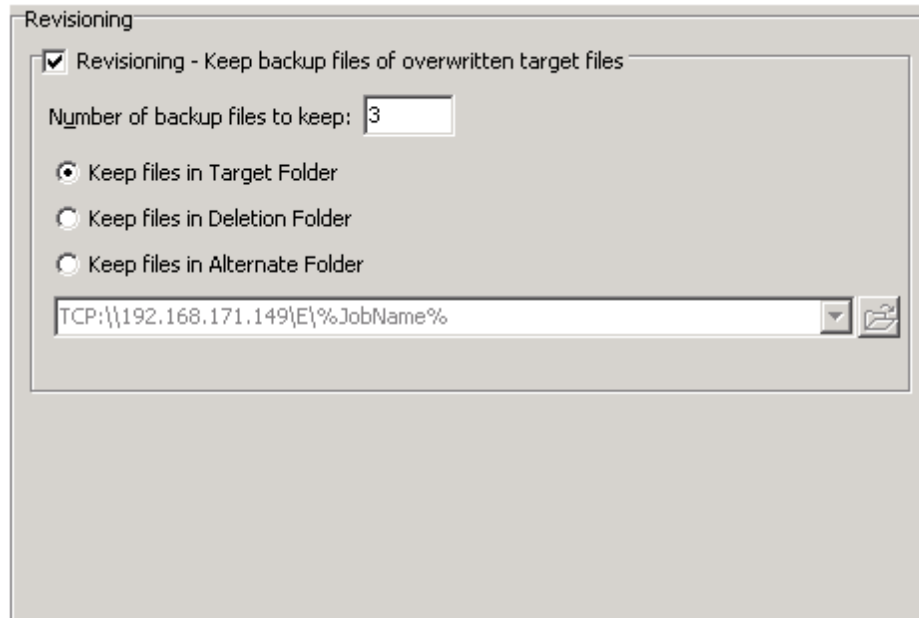 Revisioning
Revisioning - Keep backup files of overwritten target files
Number of backup files to keep: 3
Keep files in Target Folder
Keep files in Deletion Folder
Keep files in Alternate Folder
TCP:\\192.168.171.149\E\%JobName%